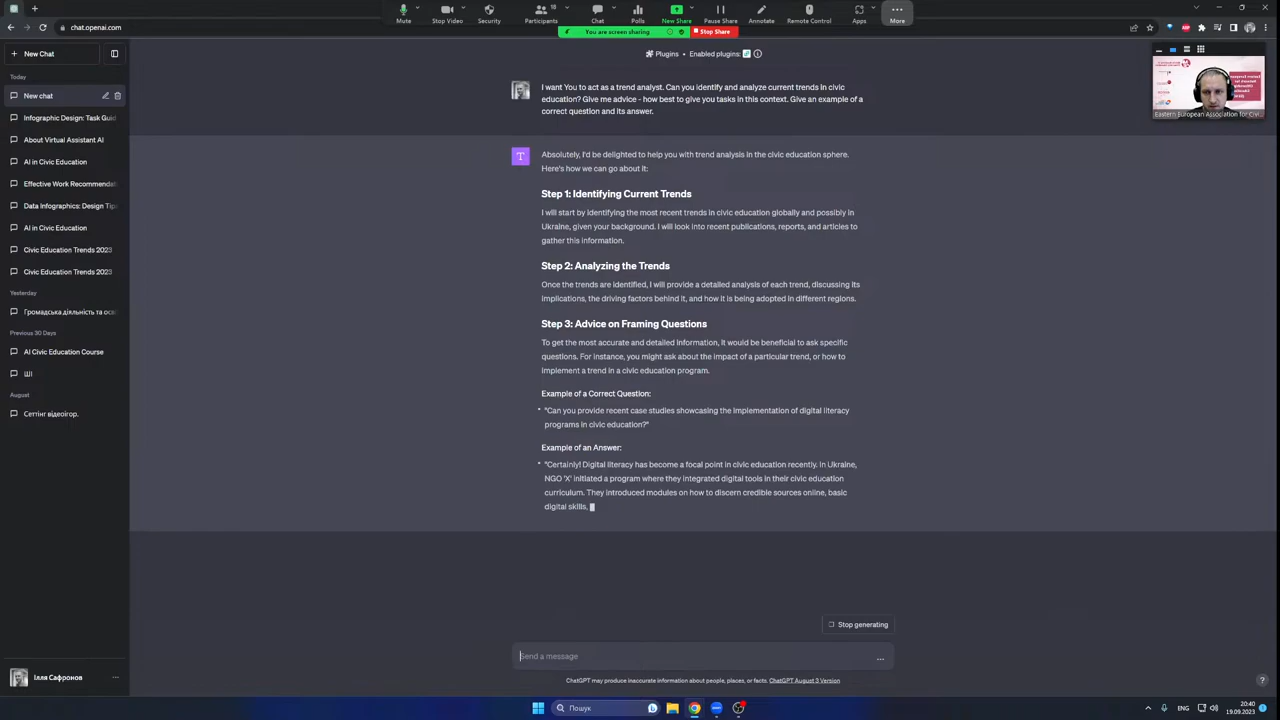 Mute
Stop Video
Security
Participants
18
Chat
Polls
New Share
Pause Share
Annotate
Remote Control
Apps
More
You are screen sharing
Stop Share
chat.openai.com
New Chat
Plugins • Enabled plugins:
Today
New chat
Infographic Design: Task Guid
About Virtual Assistant AI
AI in Civic Education
Effective Work Recommendati
Data Infographics: Design Tips
AI in Civic Education
Civic Education Trends 2023
Civic Education Trends 2023
Yesterday
Громадська діяльність та осв
Previous 30 Days
AI Civic Education Course
ШІ
August
Сеттінг відеоігор.
Ілля Сафронов
I want You to act as a trend analyst. Can you identify and analyze current trends in civic
education? Give me advice - how best to give you tasks in this context. Give an example of a
correct question and its answer.
T
Absolutely, I'd be delighted to help you with trend analysis in the civic education sphere.
Here's how we can go about it:
Step 1: Identifying Current Trends
I will start by identifying the most recent trends in civic education globally and possibly in
Ukraine, given your background. I will look into recent publications, reports, and articles to
gather this information.
Step 2: Analyzing the Trends
Once the trends are identified, I will provide a detailed analysis of each trend, discussing its
implications, the driving factors behind it, and how it is being adopted in different regions.
Step 3: Advice on Framing Questions
To get the most accurate and detailed information, it would be beneficial to ask specific
questions. For instance, you might ask about the impact of a particular trend, or how to
implement a trend in a civic education program.
Example of a Correct Question:
• "Can you provide recent case studies showcasing the implementation of digital literacy
programs in civic education?"
Example of an Answer:
• "Certainly! Digital literacy has become a focal point in civic education recently. In Ukraine,
NGO 'X' initiated a program where they integrated digital tools in their civic education
curriculum. They introduced modules on how to discern credible sources online, basic
digital skills,
Stop generating
Send a message
ChatGPT may produce inaccurate information about people, places, or facts. ChatGPT August 3 Version
Eastern European Association for Civi...
?
Пошук
ENG
20:40
19.09.2023